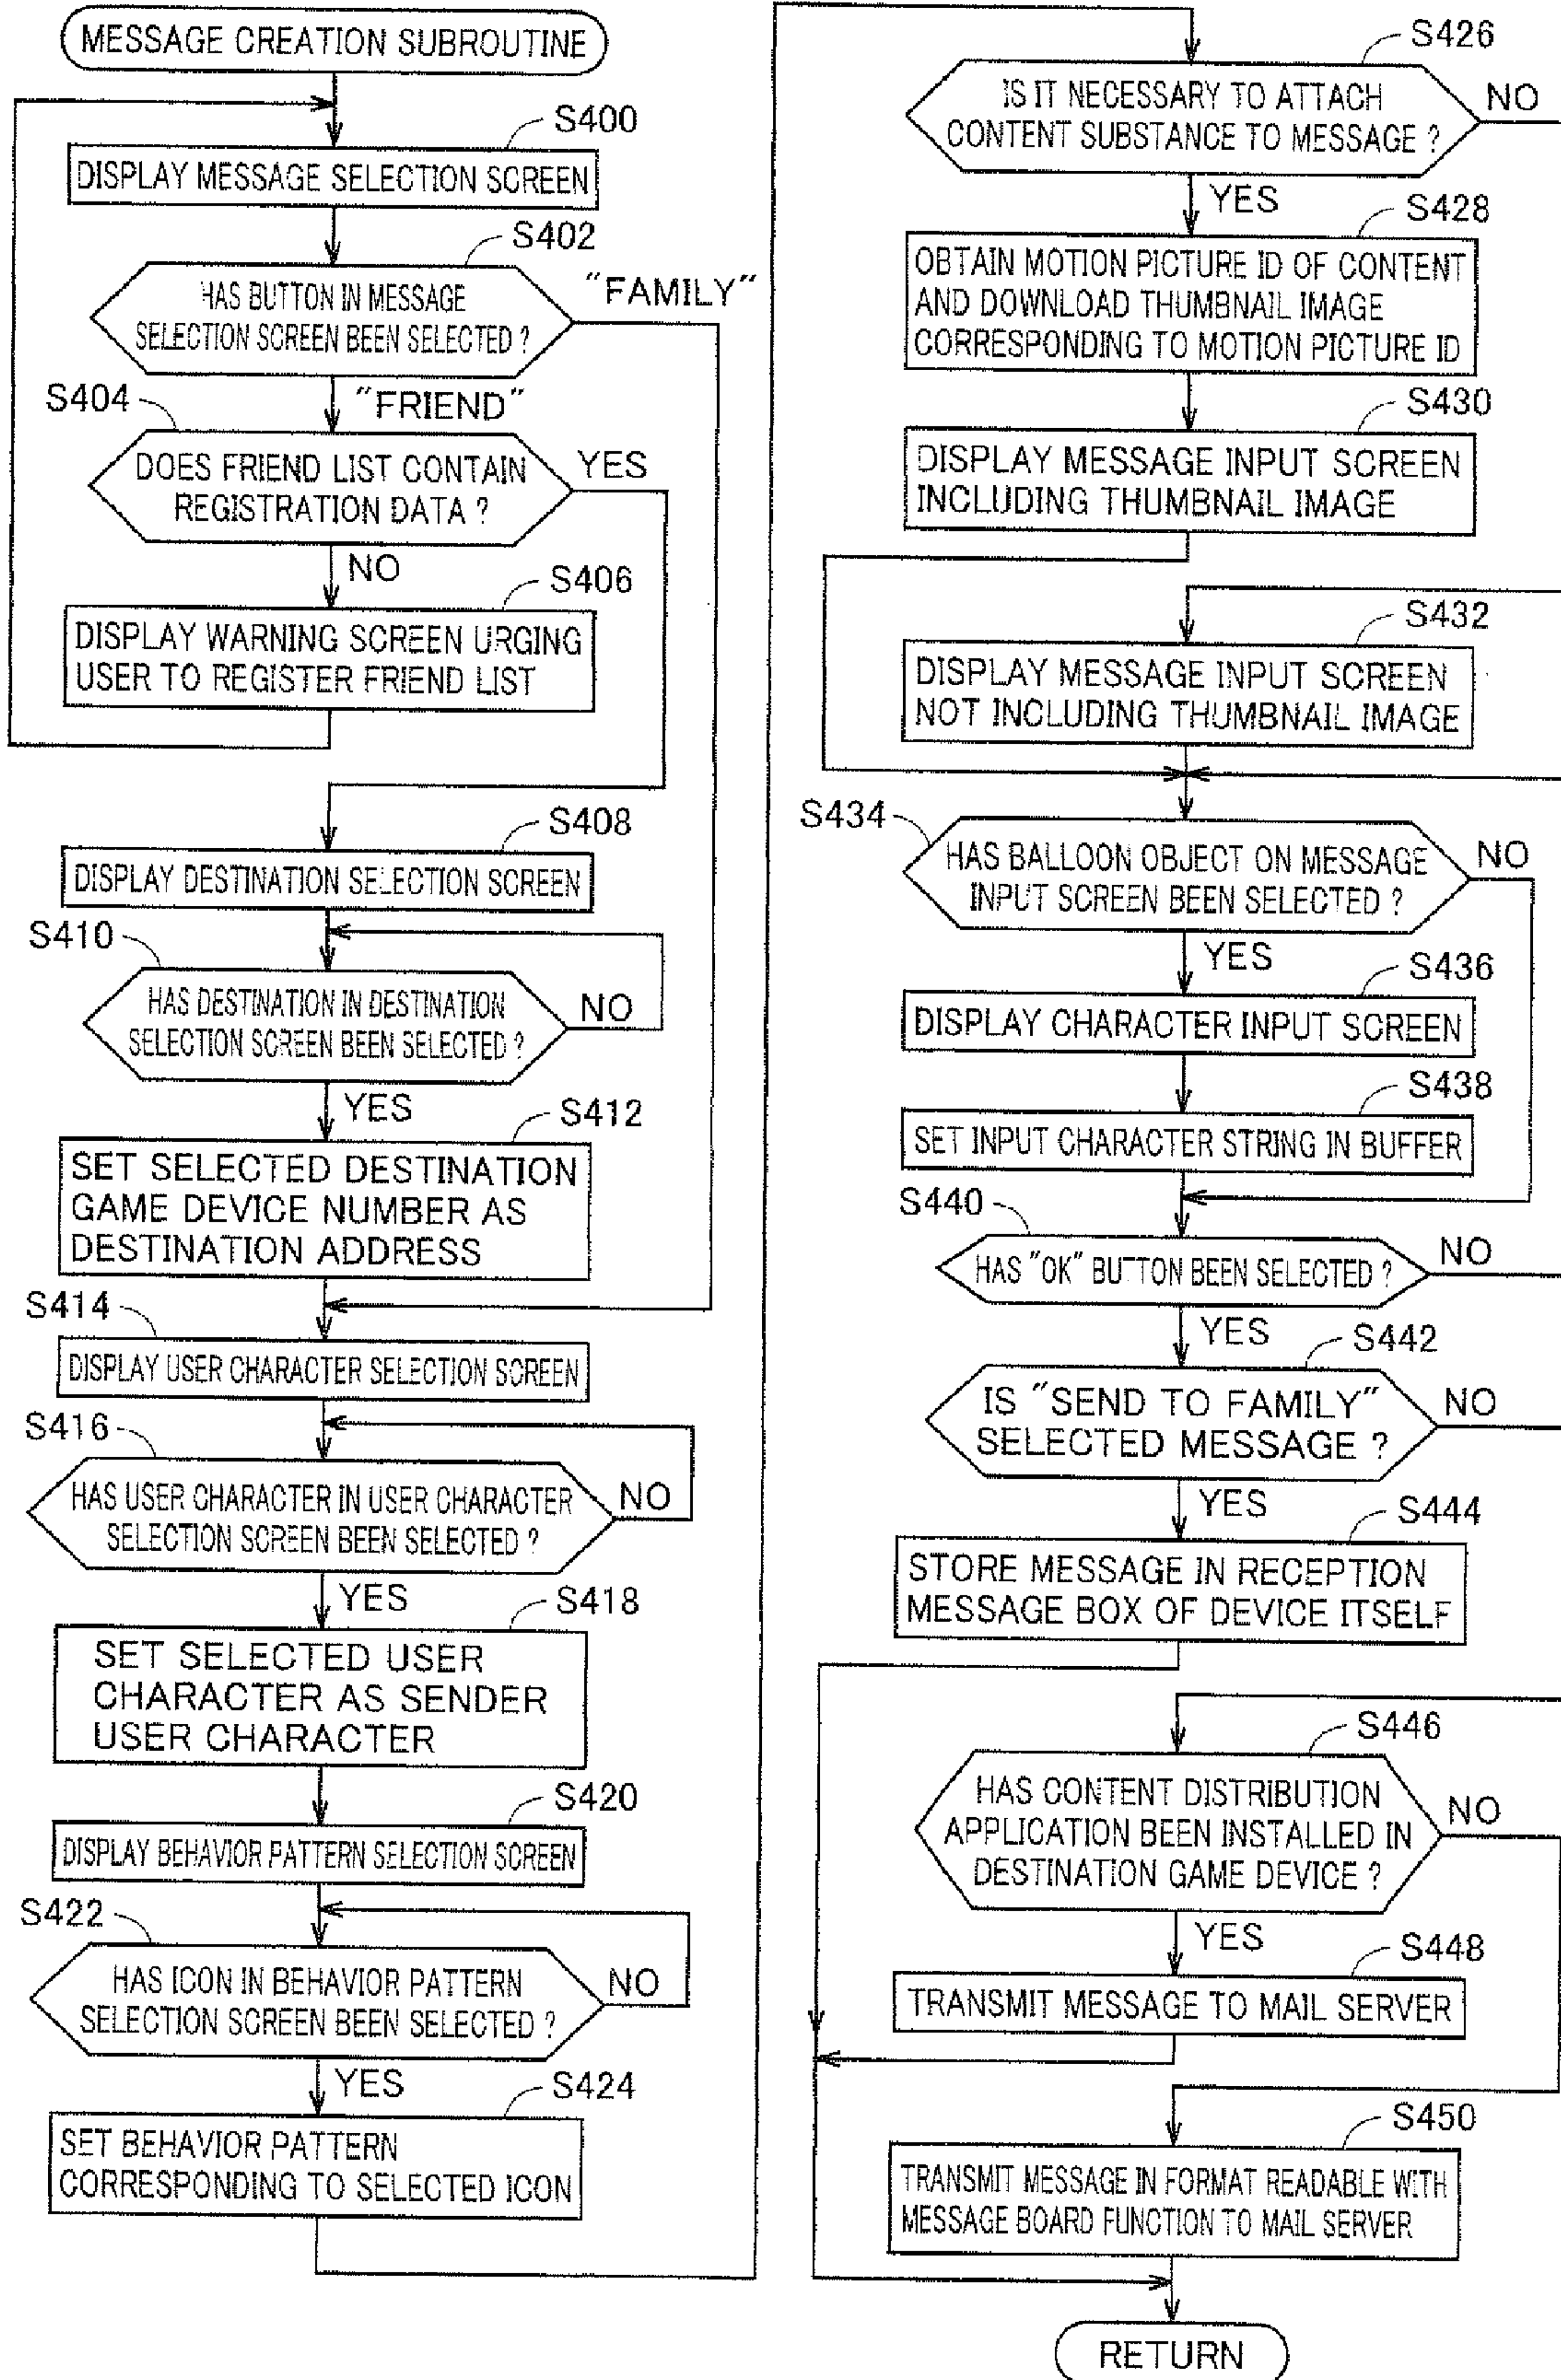 MESSAGE CREATION SUBROUTINE
S400
DISPLAY MESSAGE SELECTION SCREEN
S402
HAS BUTTON IN MESSAGE
SELECTION SCREEN BEEN SELECTED ?
"FAMILY"
"FRIEND"
S404
DOES FRIEND LIST CONTAIN
REGISTRATION DATA ?
YES
NO
S406
DISPLAY WARNING SCREEN URGING
USER TO REGISTER FRIEND LIST
S408
DISPLAY DESTINATION SELECTION SCREEN
S410
HAS DESTINATION IN DESTINATION
SELECTION SCREEN BEEN SELECTED ?
NO
YES
S412
SET SELECTED DESTINATION
GAME DEVICE NUMBER AS
DESTINATION ADDRESS
S414
DISPLAY USER CHARACTER SELECTION SCREEN
S416
HAS USER CHARACTER IN USER CHARACTER
SELECTION SCREEN BEEN SELECTED ?
NO
YES
S418
SET SELECTED USER
CHARACTER AS SENDER
USER CHARACTER
S420
DISPLAY BEHAVIOR PATTERN SELECTION SCREEN
S422
HAS ICON IN BEHAVIOR PATTERN
SELECTION SCREEN BEEN SELECTED ?
NO
YES
S424
SET BEHAVIOR PATTERN
CORRESPONDING TO SELECTED ICON
S426
IS IT NECESSARY TO ATTACH
CONTENT SUBSTANCE TO MESSAGE ?
NO
YES
S428
OBTAIN MOTION PICTURE ID OF CONTENT
AND DOWNLOAD THUMBNAIL IMAGE
CORRESPONDING TO MOTION PICTURE ID
S430
DISPLAY MESSAGE INPUT SCREEN
INCLUDING THUMBNAIL IMAGE
S432
DISPLAY MESSAGE INPUT SCREEN
NOT INCLUDING THUMBNAIL IMAGE
S434
HAS BALLOON OBJECT ON MESSAGE
INPUT SCREEN BEEN SELECTED ?
NO
YES
S436
DISPLAY CHARACTER INPUT SCREEN
S438
SET INPUT CHARACTER STRING IN BUFFER
S440
HAS "OK" BUTTON BEEN SELECTED ?
NO
YES
S442
IS "SEND TO FAMILY"
SELECTED MESSAGE ?
NO
YES
S444
STORE MESSAGE IN RECEPTION
MESSAGE BOX OF DEVICE ITSELF
S446
HAS CONTENT DISTRIBUTION
APPLICATION BEEN INSTALLED IN
DESTINATION GAME DEVICE ?
NO
YES
S448
TRANSMIT MESSAGE TO MAIL SERVER
S450
TRANSMIT MESSAGE IN FORMAT READABLE WITH
MESSAGE BOARD FUNCTION TO MAIL SERVER
RETURN